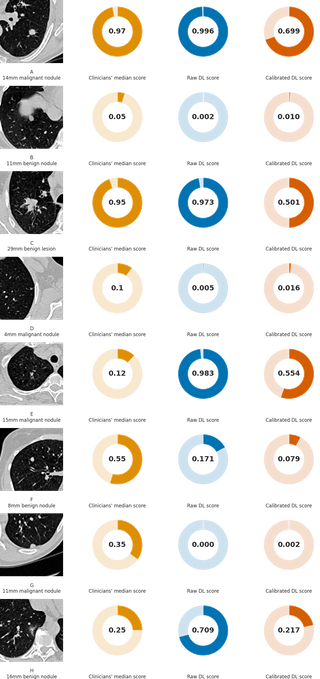 0.97
0.996
0.699
A
14mm malignant nodule
Clinicians' median score
Raw DL score
Calibrated DL score
0.05
0.002
0.010
B
11mm benign nodule
Clinicians' median score
Raw DL score
Calibrated DL score
0.95
0.973
0.501
C
29mm benign lesion
Clinicians' median score
Raw DL score
Calibrated DL score
0.1
0.005
0.016
D
4mm malignant nodule
Clinicians' median score
Raw DL score
Calibrated DL score
0.12
0.983
0.554
E
15mm malignant nodule
Clinicians' median score
Raw DL score
Calibrated DL score
0.55
0.171
0.079
F
8mm benign nodule
Clinicians' median score
Raw DL score
Calibrated DL score
0.35
0.000
0.002
G
11mm malignant nodule
Clinicians' median score
Raw DL score
Calibrated DL score
0.25
0.709
0.217
H
16mm benign nodule
Clinicians' median score
Raw DL score
Calibrated DL score